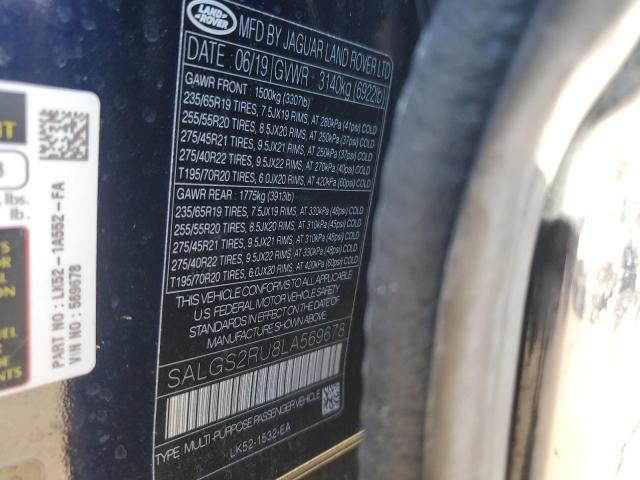 LAND
ROVER
MFD BY JAGUAR LAND ROVER LTD
DATE: 06/19 GVWR : 3140kg (6922lb)
GAWR FRONT : 1500kg (3307lb)
235/65R19 TIRES, 7.5JX19 RIMS, AT 280kPa (41psi) COLD
255/55R20 TIRES, 8.5JX20 RIMS, AT 250kPa (37psi) COLD
275/45R21 TIRES, 9.5JX21 RIMS, AT 250kPa (37psi) COLD
275/40R22 TIRES, 9.5JX22 RIMS, AT 270kPa (40psi) COLD
T195/70R20 TIRES, 6.0JX20 RIMS, AT 420kPa (60psi) COLD
GAWR REAR : 1775kg (3913lb)
235/65R19 TIRES, 7.5JX19 RIMS, AT 330kPa (48psi) COLD
255/55R20 TIRES, 8.5JX20 RIMS, AT 310kPa (45psi) COLD
275/45R21 TIRES, 9.5JX21 RIMS, AT 310kPa (45psi) COLD
275/40R22 TIRES, 9.5JX22 RIMS, AT 330kPa (48psi) COLD
T195/70R20 TIRES, 6.0JX20 RIMS, AT 420kPa (60psi) COLD
THIS VEHICLE CONFORMS TO ALL APPLICABLE
U.S. FEDERAL MOTOR VEHICLE SAFETY
STANDARDS IN EFFECT ON THE DATE OF
MANUFACTURE SHOWN ABOVE.
SALGS2RU8LA569678
TYPE: MULTI-PURPOSE PASSENGER VEHICLE
LK52-1532-EA
PART NO: LK52-1A552-FA
VIN NO: 569678
lbs.
lb.